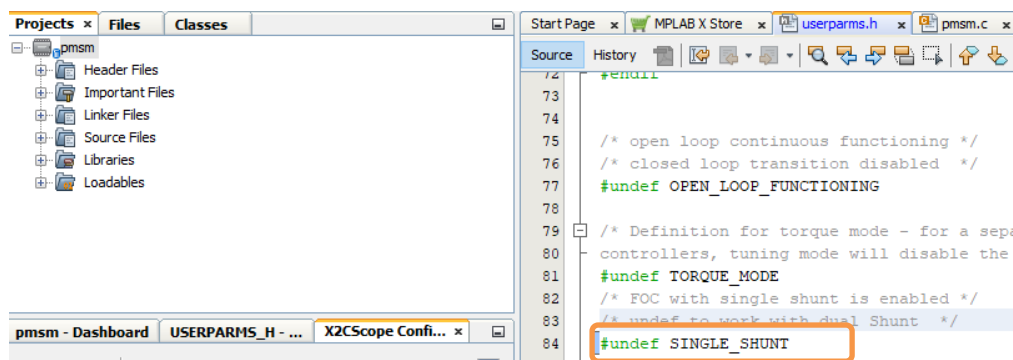 Projects × Files Classes
pmsm
Header Files
Important Files
Linker Files
Source Files
Libraries
Loadables
pmsm - Dashboard USERPARMS_H - ... X2CScope Confi... ×
Start Page × MPLAB X Store × userparms.h × pmsm.c ×
Source History
72 #endif
73
74
75 /* open loop continuous functioning */
76 /* closed loop transition disabled */
77 #undef OPEN_LOOP_FUNCTIONING
78
79 /* Definition for torque mode - for a sepa
80 controllers, tuning mode will disable the
81 #undef TORQUE_MODE
82 /* FOC with single shunt is enabled */
83 /* undef to work with dual Shunt */
84 #undef SINGLE_SHUNT